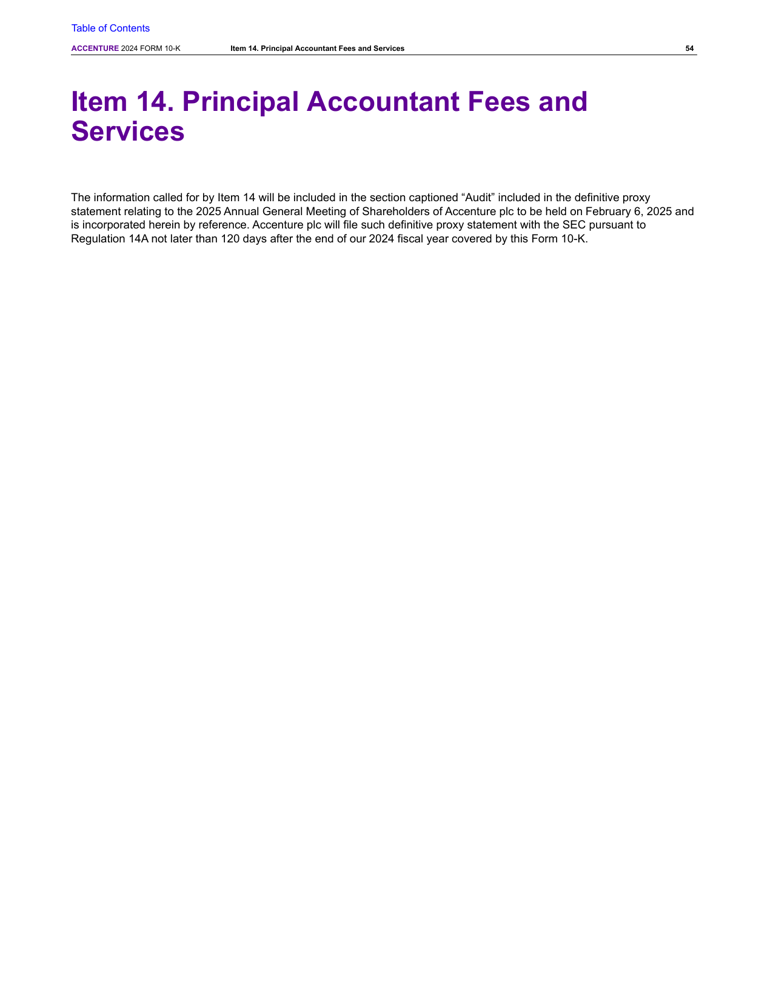 Table of Contents
ACCENTURE 2024 FORM 10-K Item 14. Principal Accountant Fees and Services 54
Item 14. Principal Accountant Fees and
Services
The information called for by Item 14 will be included in the section captioned “Audit” included in the definitive proxy
statement relating to the 2025 Annual General Meeting of Shareholders of Accenture plc to be held on February 6, 2025 and
is incorporated herein by reference. Accenture plc will file such definitive proxy statement with the SEC pursuant to
Regulation 14A not later than 120 days after the end of our 2024 fiscal year covered by this Form 10-K.